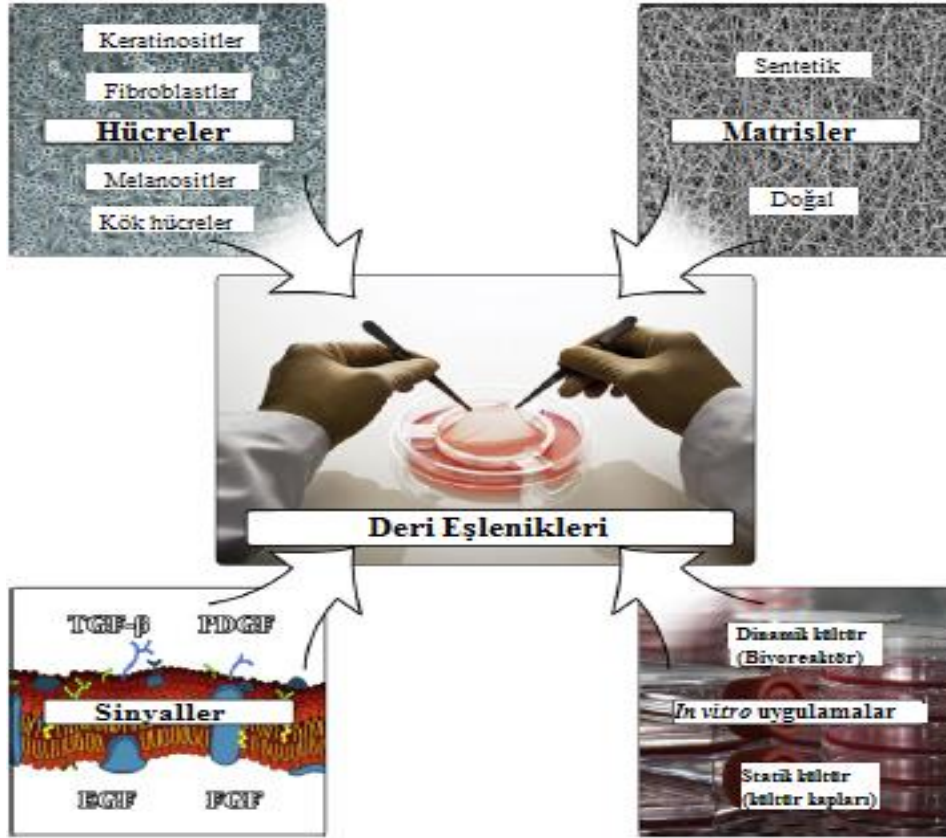 Keratinositler
Fibroblastlar
Hücreler
Melanositler
Kök hücreler
Sentetik
Matrisler
Doğal
Deri Eşlenikleri
TGF-β PDGF
Sinyaller
EGF FGF
Dinamik kültür
(Biyoreaktör)
In vitro uygulamalar
Statik kültür
(kültür kapları)